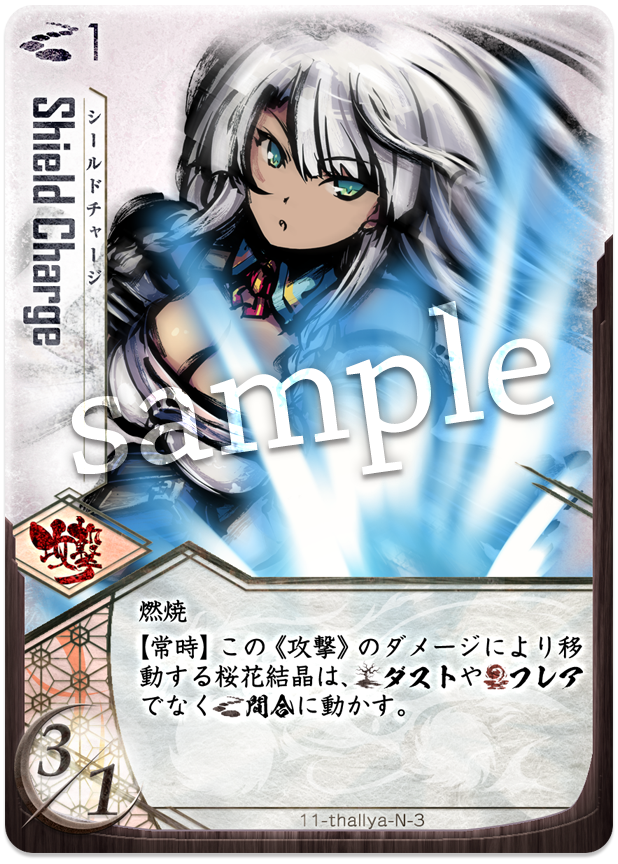 1
Shield Charge
シールドチャージ
sample
攻撃
燃焼
【常時】この《攻撃》のダメージにより移
動する桜花結晶は、ダストやフレア
でなく間合に動かす。
3/1
11-thallya-N-3